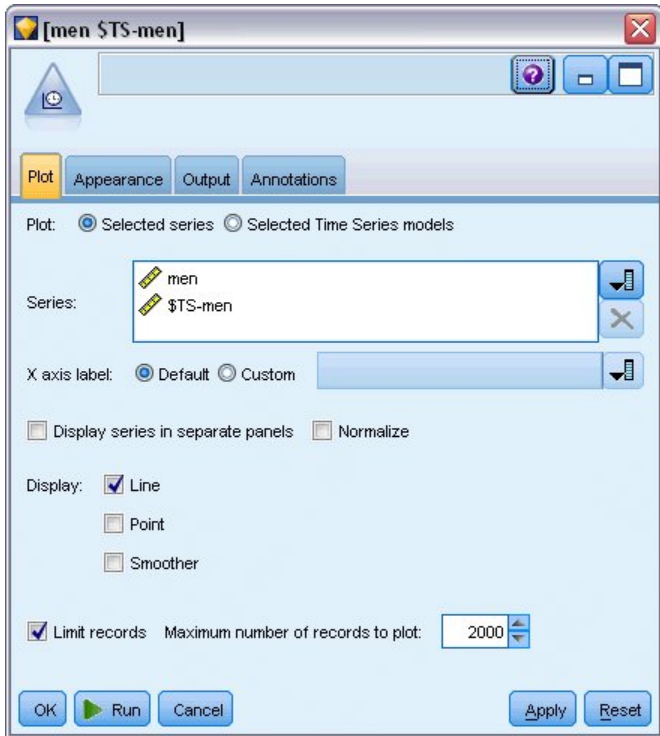 [men $TS-men]
Plot Appearance Output Annotations
Plot: Selected series Selected Time Series models
Series:
men
$TS-men
X axis label: Default Custom
Display series in separate panels Normalize
Display: Line
Point
Smoother
Limit records Maximum number of records to plot: 2000
OK Run Cancel Apply Reset